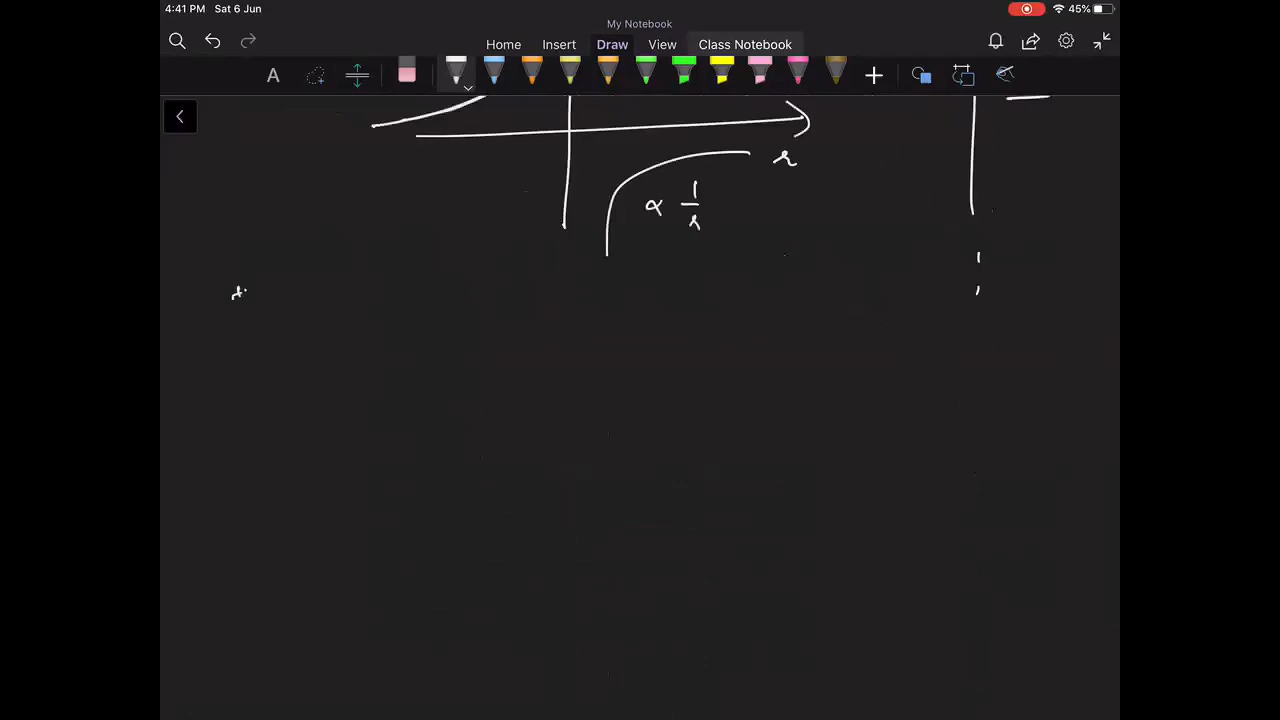 4:41 PM Sat 6 Jun
45%
My Notebook
Home Insert Draw View Class Notebook
A
r
∝ 1/r